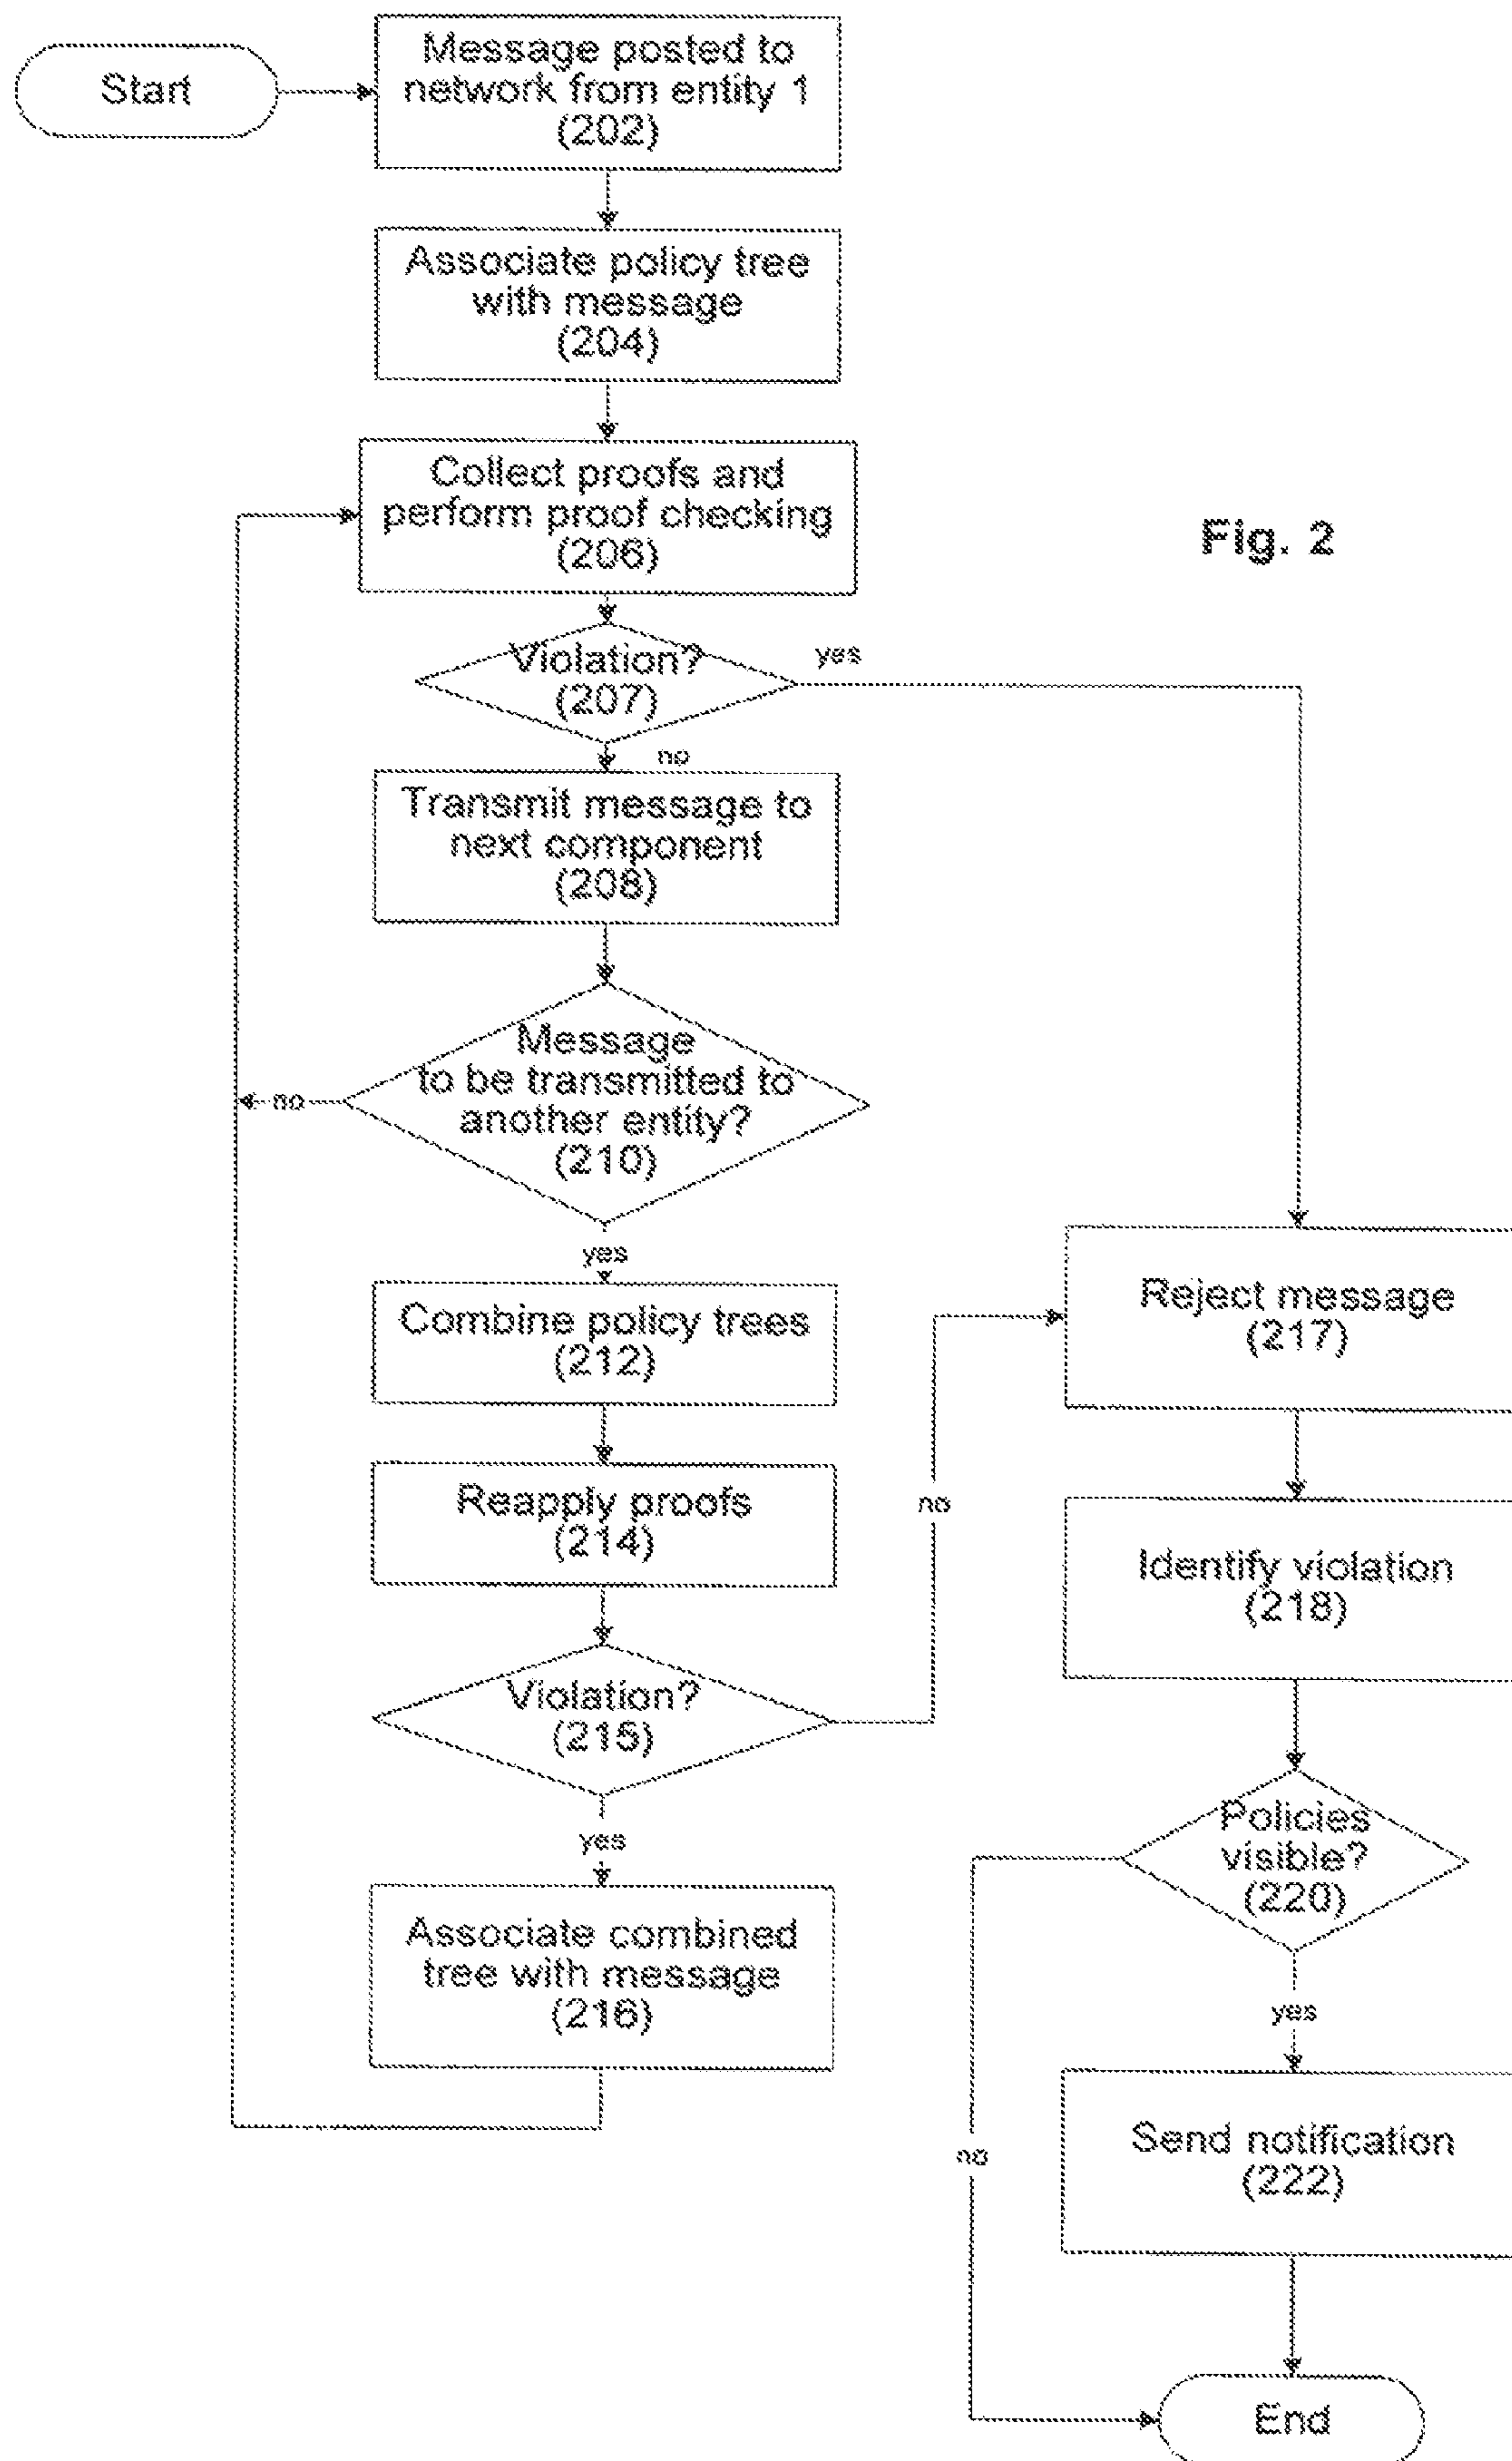 Start
Message posted to
network from entity 1
(202)
Associate policy tree
with message
(204)
Collect proofs and
perform proof checking
(206)
Fig. 2
Violation?
(207)
yes
no
Transmit message to
next component
(208)
Message
to be transmitted to
another entity?
(210)
no
yes
Combine policy trees
(212)
Reapply proofs
(214)
Violation?
(215)
no
yes
Associate combined
tree with message
(216)
Reject message
(217)
Identify violation
(218)
Policies
visible?
(220)
yes
no
Send notification
(222)
End